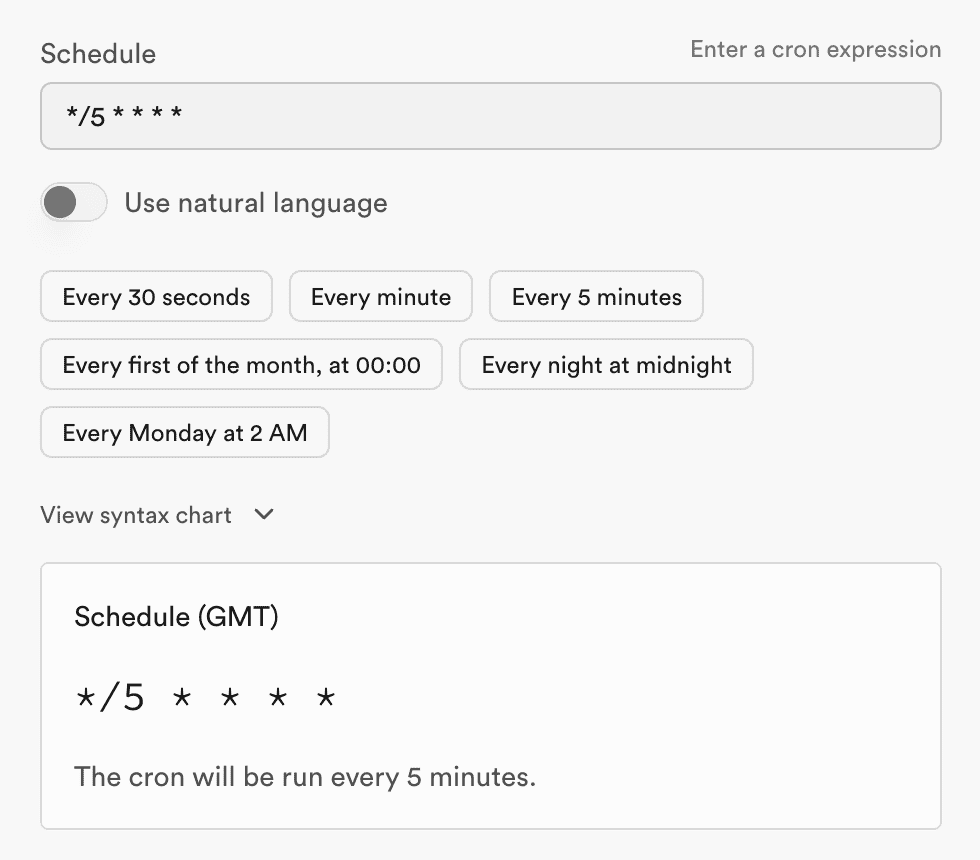 Schedule
Enter a cron expression
*/5 * * * *
Use natural language
Every 30 seconds
Every minute
Every 5 minutes
Every first of the month, at 00:00
Every night at midnight
Every Monday at 2 AM
View syntax chart
Schedule (GMT)
*/5 * * * *
The cron will be run every 5 minutes.